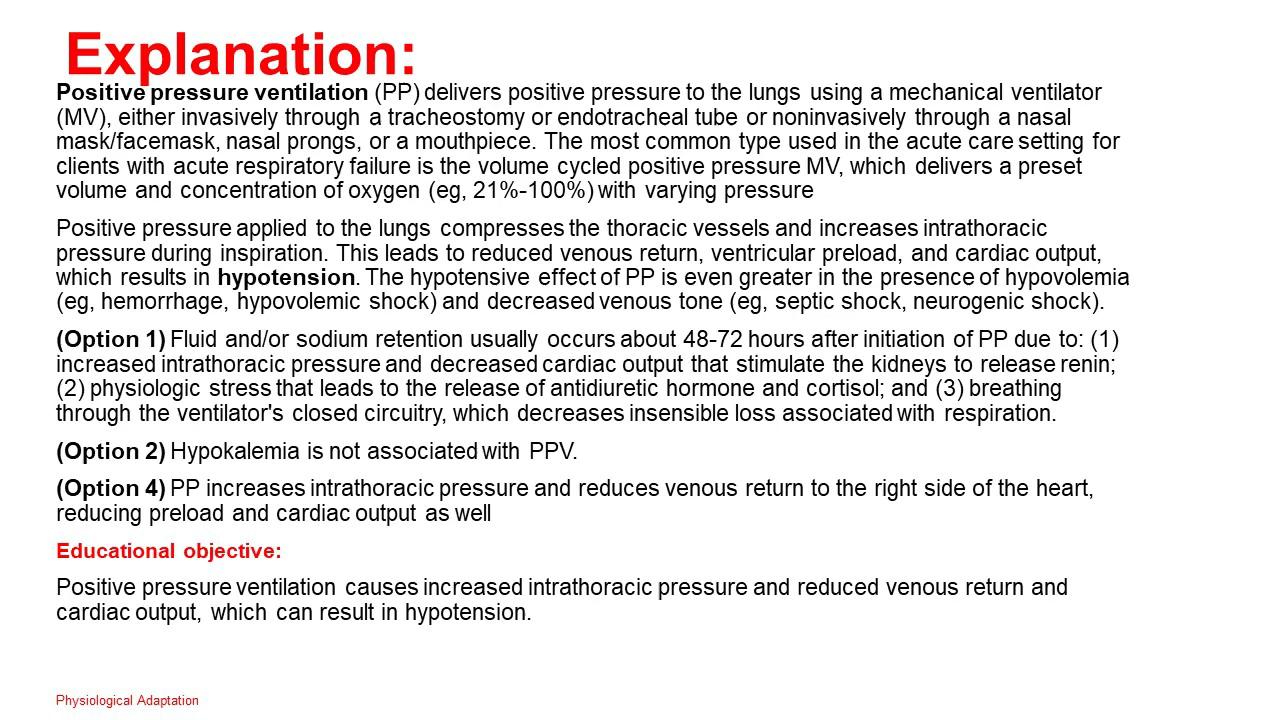 Explanation:
Positive pressure ventilation (PP) delivers positive pressure to the lungs using a mechanical ventilator
(MV), either invasively through a tracheostomy or endotracheal tube or noninvasively through a nasal
mask/facemask, nasal prongs, or a mouthpiece. The most common type used in the acute care setting for
clients with acute respiratory failure is the volume cycled positive pressure MV, which delivers a preset
volume and concentration of oxygen (eg, 21%-100%) with varying pressure
Positive pressure applied to the lungs compresses the thoracic vessels and increases intrathoracic
pressure during inspiration. This leads to reduced venous return, ventricular preload, and cardiac output,
which results in hypotension. The hypotensive effect of PP is even greater in the presence of hypovolemia
(eg, hemorrhage, hypovolemic shock) and decreased venous tone (eg, septic shock, neurogenic shock).
(Option 1) Fluid and/or sodium retention usually occurs about 48-72 hours after initiation of PP due to: (1)
increased intrathoracic pressure and decreased cardiac output that stimulate the kidneys to release renin;
(2) physiologic stress that leads to the release of antidiuretic hormone and cortisol; and (3) breathing
through the ventilator's closed circuitry, which decreases insensible loss associated with respiration.
(Option 2) Hypokalemia is not associated with PPV.
(Option 4) PP increases intrathoracic pressure and reduces venous return to the right side of the heart,
reducing preload and cardiac output as well
Educational objective:
Positive pressure ventilation causes increased intrathoracic pressure and reduced venous return and
cardiac output, which can result in hypotension.
Physiological Adaptation